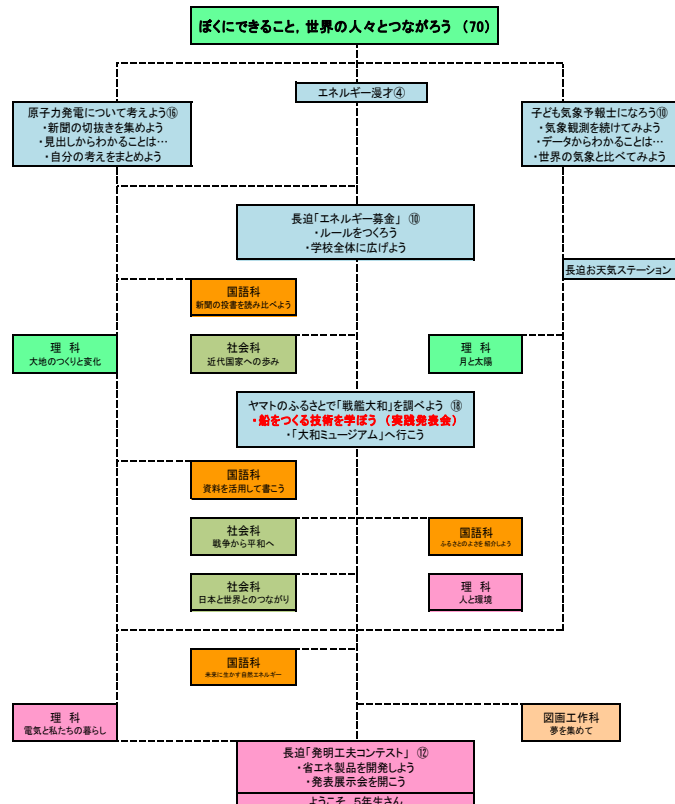 ぼくにできること，世界の人々とつながろう （70）
エネルギー漫才④
原子力発電について考えよう⑯
・新聞の切抜きを集めよう
・見出しからわかることは…
・自分の考えをまとめよう
子ども気象予報士になろう⑩
・気象観測を続けてみよう
・データからわかることは…
・世界の気象と比べてみよう
長迫「エネルギー募金」 ⑩
・ルールをつくろう
・学校全体に広げよう
長迫お天気ステーション
国語科
新聞の投書を読み比べよう
理 科
大地のつくりと変化
社会科
近代国家への歩み
理 科
月と太陽
ヤマトのふるさとで「戦艦大和」を調べよう ⑱
・船をつくる技術を学ぼう （実践発表会）
・「大和ミュージアム」へ行こう
国語科
資料を活用して書こう
社会科
戦争から平和へ
国語科
ふるさとのよさを紹介しよう
社会科
日本と世界とのつながり
理 科
人と環境
国語科
未来に生かす自然エネルギー
理 科
電気と私たちの暮らし
図画工作科
夢を集めて
長迫「発明工夫コンテスト」 ⑫
・省エネ製品を開発しよう
・発表展示会を開こう
ようこそ，5年生さん